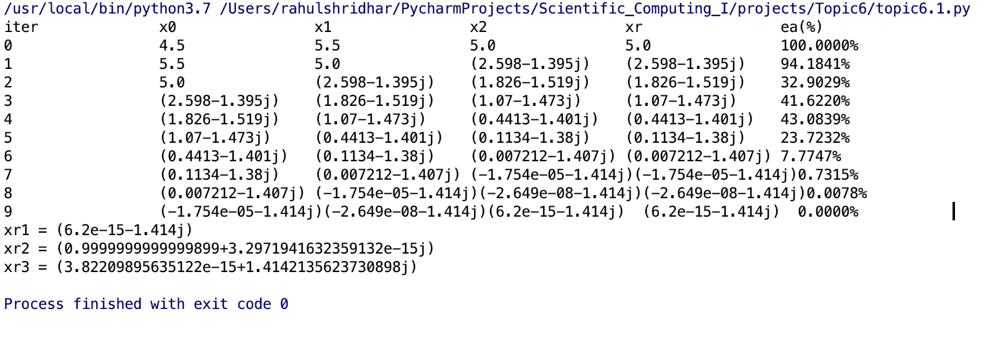 /usr/local/bin/python3.7 /Users/rahulshridhar/PycharmProjects/Scientific_Computing_I/projects/Topic6/topic6.1.py
iter x0 x1 x2 xr ea(%)
0 4.5 5.5 5.0 5.0 100.0000%
1 5.5 5.0 (2.598-1.395j) (2.598-1.395j) 94.1841%
2 5.0 (2.598-1.395j) (1.826-1.519j) (1.826-1.519j) 32.9029%
3 (2.598-1.395j) (1.826-1.519j) (1.07-1.473j) (1.07-1.473j) 41.6220%
4 (1.826-1.519j) (1.07-1.473j) (0.4413-1.401j) (0.4413-1.401j) 43.0839%
5 (1.07-1.473j) (0.4413-1.401j) (0.1134-1.38j) (0.1134-1.38j) 23.7232%
6 (0.4413-1.401j) (0.1134-1.38j) (0.007212-1.407j) (0.007212-1.407j) 7.7747%
7 (0.1134-1.38j) (0.007212-1.407j) (-1.754e-05-1.414j)(-1.754e-05-1.414j)0.7315%
8 (0.007212-1.407j) (-1.754e-05-1.414j)(-2.649e-08-1.414j)(-2.649e-08-1.414j)0.0078%
9 (-1.754e-05-1.414j)(-2.649e-08-1.414j)(6.2e-15-1.414j) (6.2e-15-1.414j) 0.0000%
xr1 = (6.2e-15-1.414j)
xr2 = (0.9999999999999899+3.2971941632359132e-15j)
xr3 = (3.82209895635122e-15+1.4142135623730898j)
Process finished with exit code 0